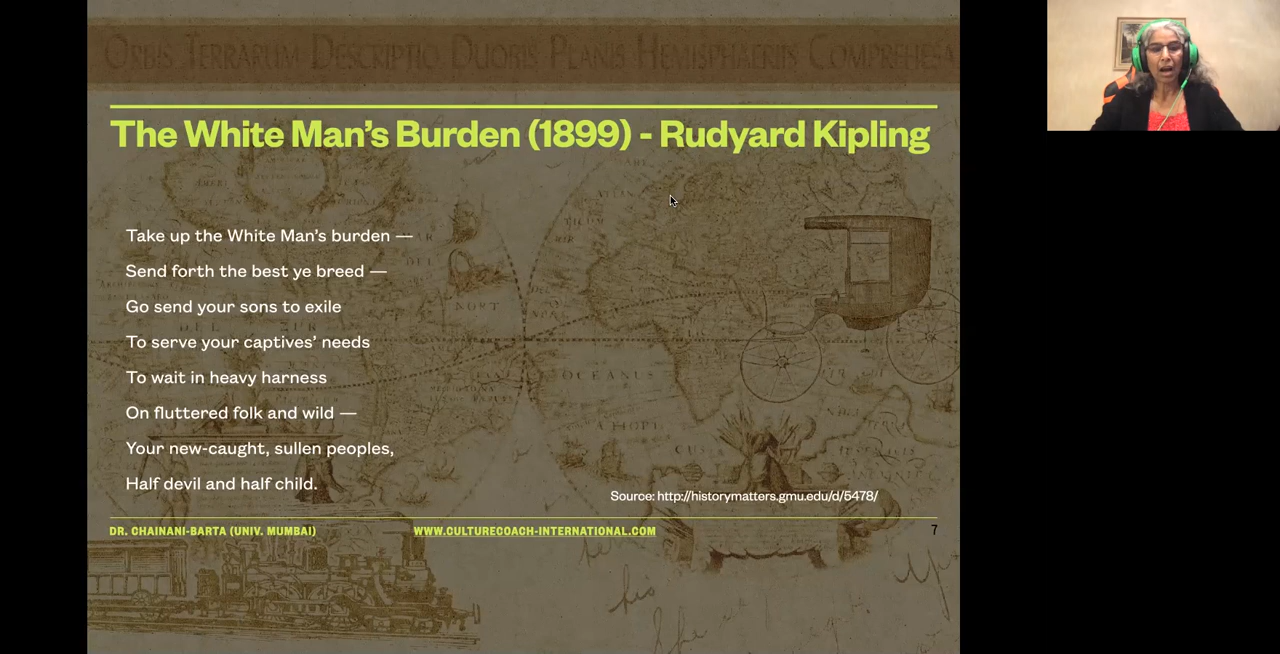 ORBIS TERRARUM DESCRIPTIO DUOBIS PLANIS HEMISPHAERIIS
The White Man's Burden (1899) - Rudyard Kipling
Take up the White Man's burden —
Send forth the best ye breed —
Go send your sons to exile
To serve your captives' needs
To wait in heavy harness
On fluttered folk and wild —
Your new-caught, sullen peoples,
Half devil and half child.
Source: http://historymatters.gmu.edu/d/5478/
DR. CHAINANI-BARTA (UNIV. MUMBAI)
WWW.CULTURECOACH-INTERNATIONAL.COM
7